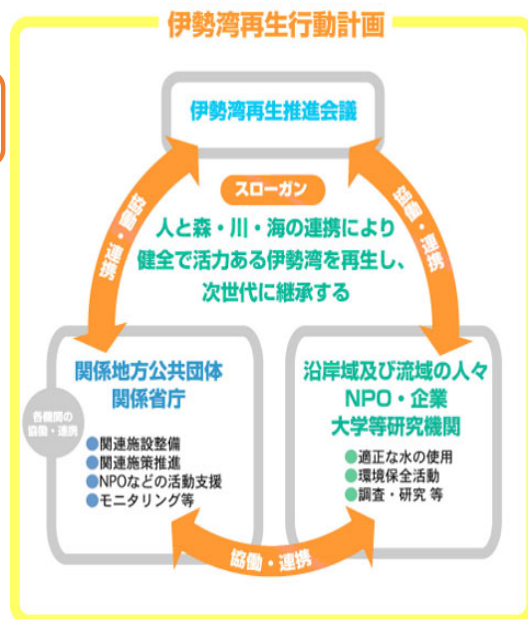 伊勢湾再生行動計画
伊勢湾再生推進会議
協働・連携
協働・連携
スローガン
人と森・川・海の連携により
健全で活力ある伊勢湾を再生し、
次世代に継承する
関係地方公共団体
関係省庁
各機関の
協働・連携
●関連施設整備
●関連施策推進
●NPOなどの活動支援
●モニタリング等
沿岸域及び流域の人々
NPO・企業
大学等研究機関
●適正な水の使用
●環境保全活動
●調査・研究 等
協働・連携